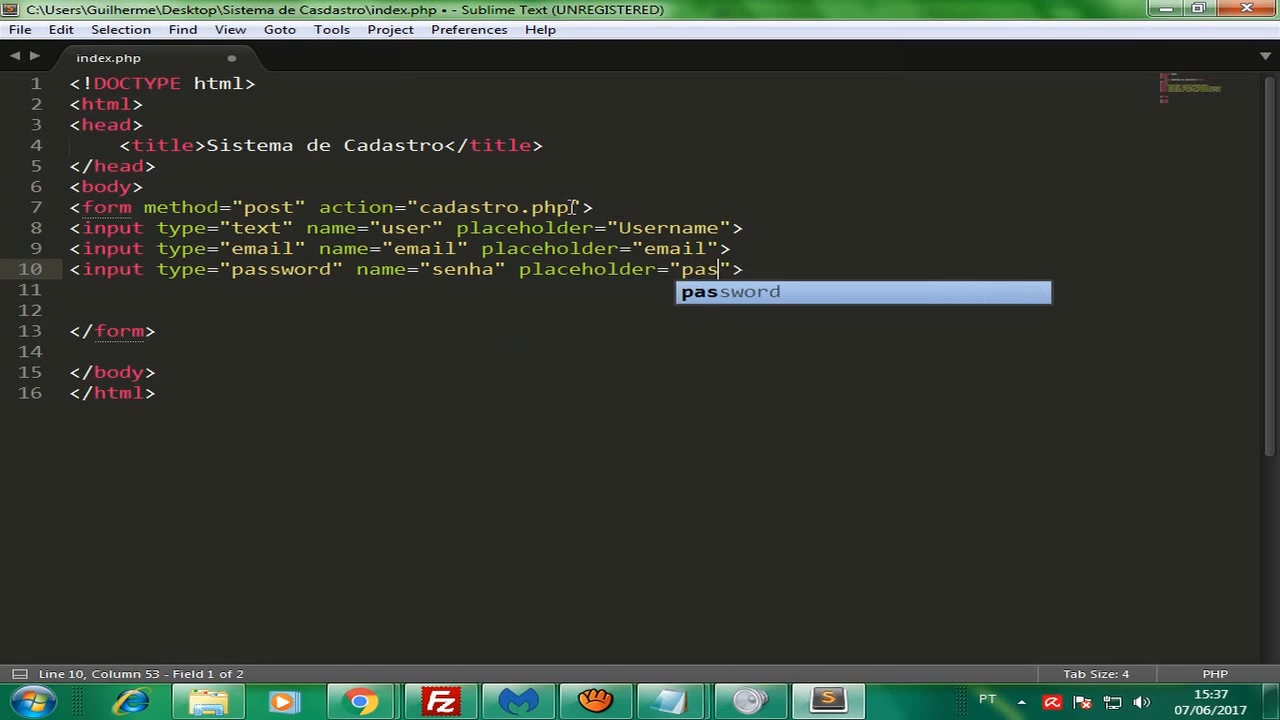 C:\Users\Guilherme\Desktop\Sistema de Casdastro\index.php • - Sublime Text (UNREGISTERED)
File Edit Selection Find View Goto Tools Project Preferences Help
index.php
1 <!DOCTYPE html>
2 <html>
3 <head>
4 <title>Sistema de Cadastro</title>
5 </head>
6 <body>
7 <form method="post" action="cadastro.php">
8 <input type="text" name="user" placeholder="Username">
9 <input type="email" name="email" placeholder="email">
10 <input type="password" name="senha" placeholder="pas">
password
11
12
13 </form>
14
15 </body>
16 </html>
Line 10, Column 53 - Field 1 of 2 Tab Size: 4 PHP
PT 15:37
07/06/2017